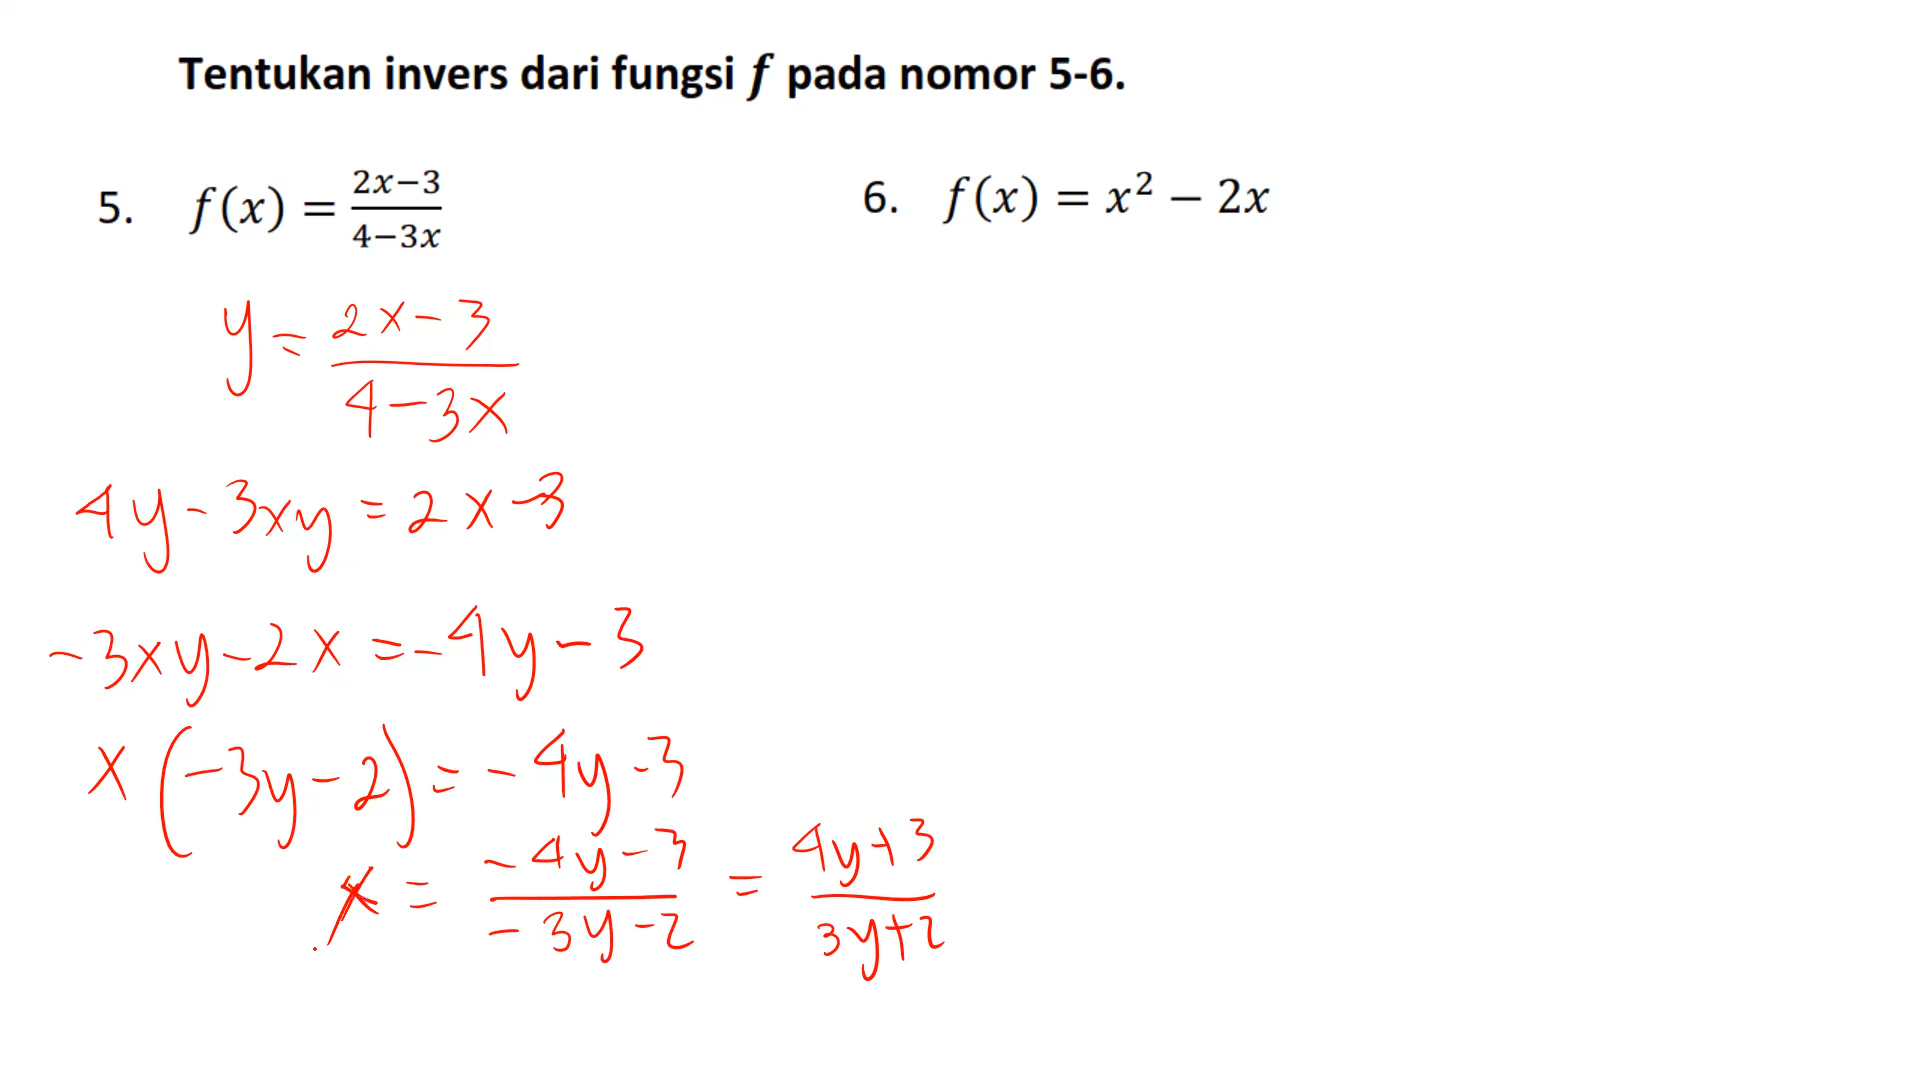 Tentukan invers dari fungsi f pada nomor 5-6.
5. f(x) = (2x−3)/(4−3x)
6. f(x) = x² − 2x
y = (2x−3)/(4−3x)
4y − 3xy = 2x − 3
−3xy − 2x = −4y − 3
x(−3y−2) = −4y−3
x = (−4y−3)/(−3y−2) = (4y+3)/(3y+2)